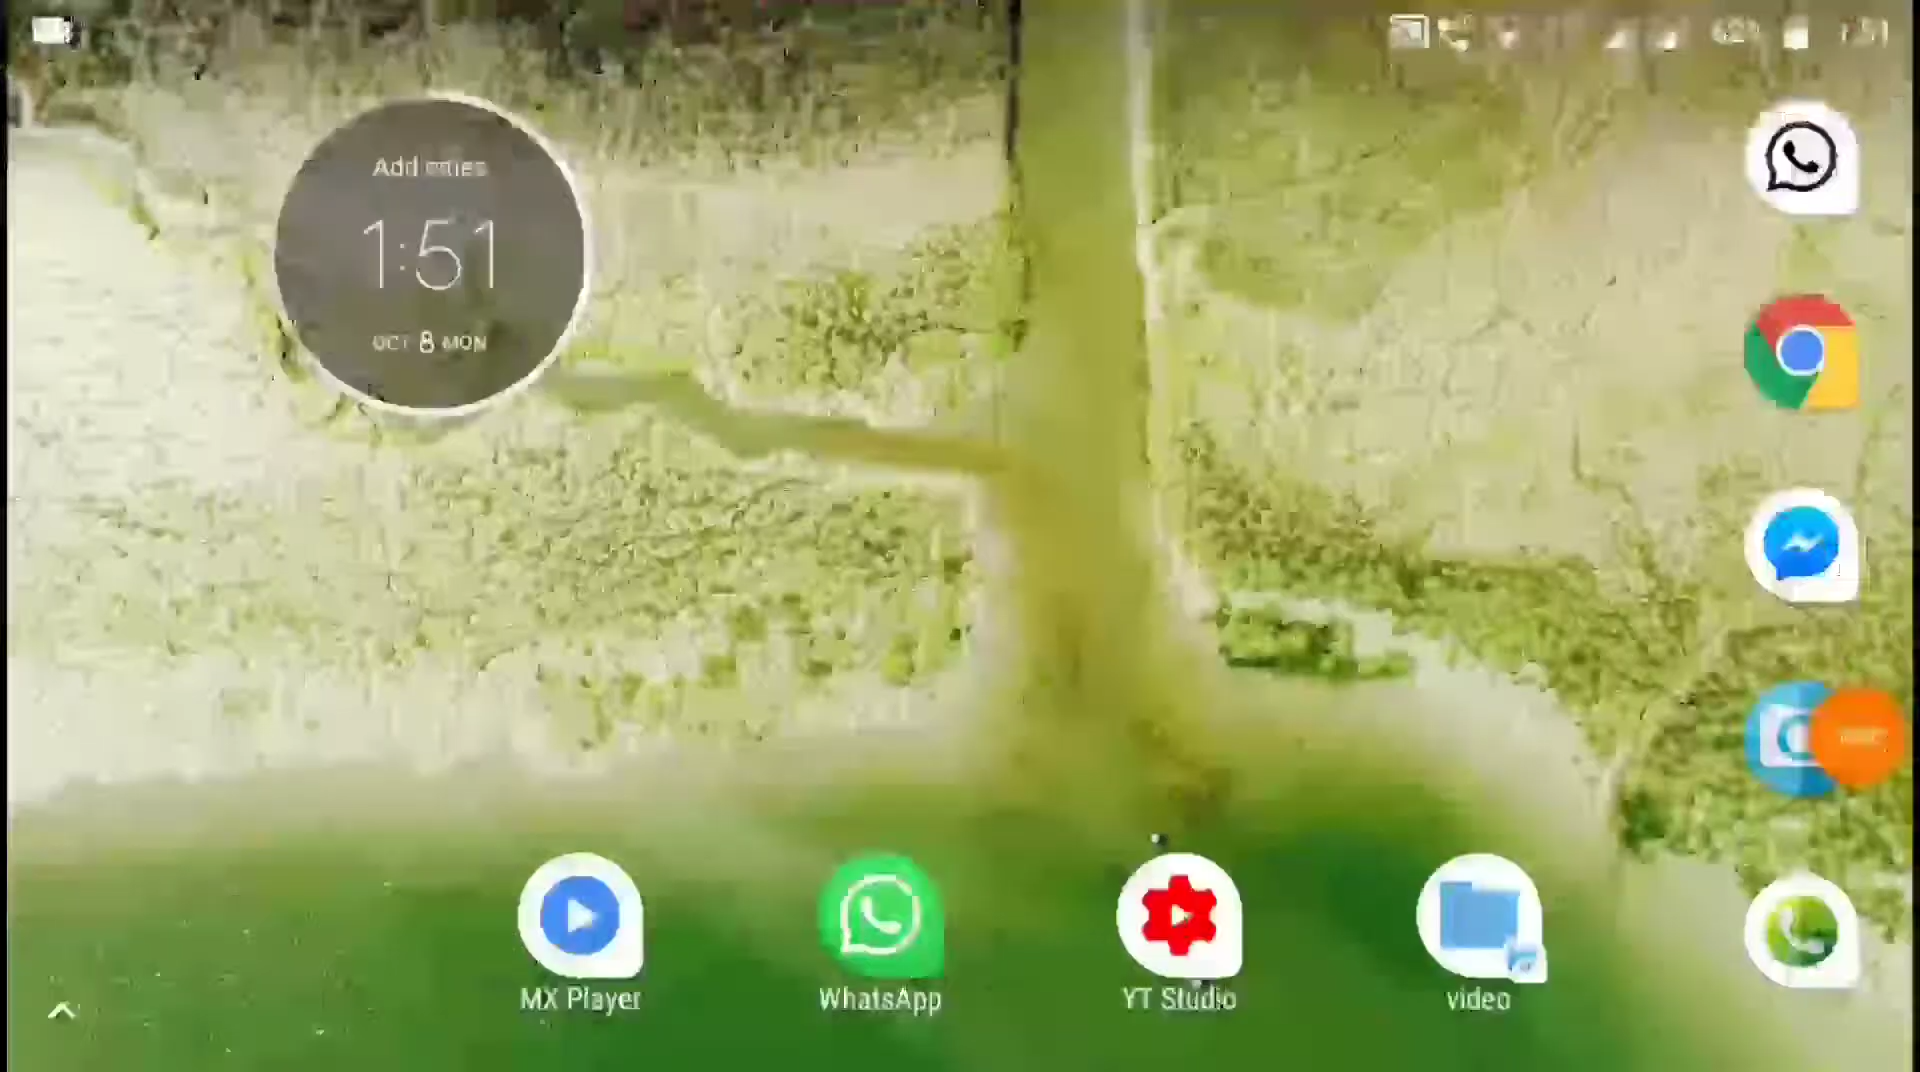 1:51
OCT 8 MON
MX Player
WhatsApp
YT Studio
video